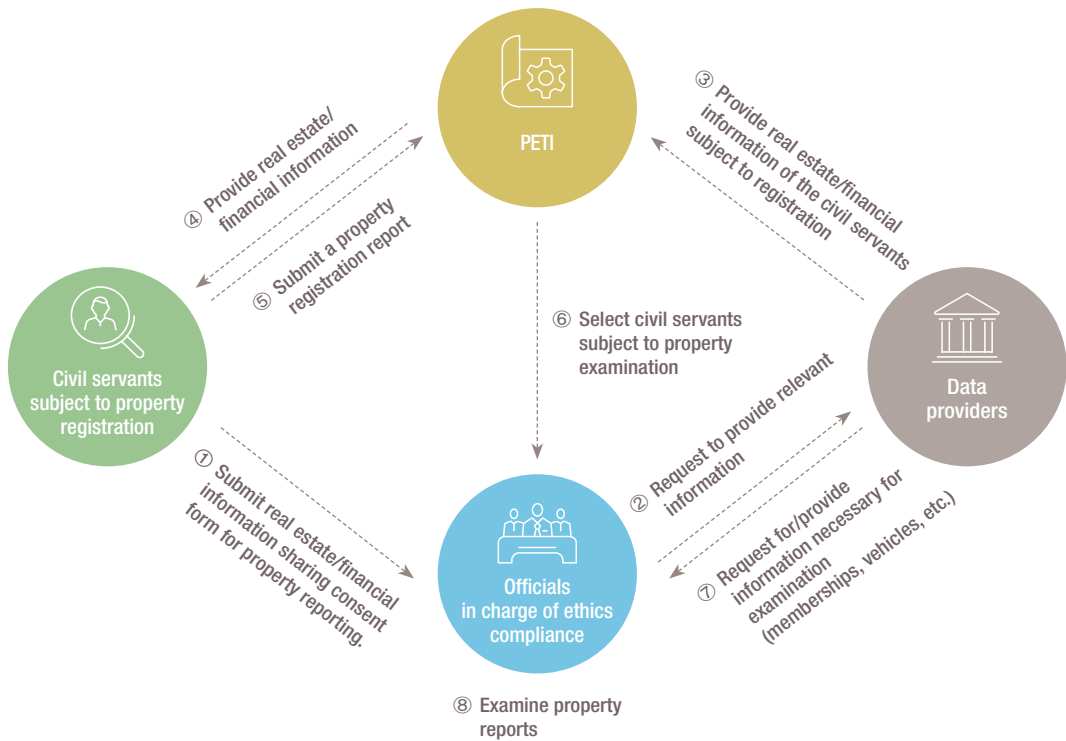 PETI
③ Provide real estate/financial
information of the civil servants
subject to registration
④ Provide real estate/
financial information
⑤ Submit a property
registration report
Civil servants
subject to property
registration
⑥ Select civil servants
subject to property
examination
Data
providers
① Submit real estate/financial
information sharing consent
form for property reporting.
② Request to provide relevant
information
⑦ Request for/provide
information necessary for
examination
(memberships, vehicles, etc.)
Officials
in charge of ethics
compliance
⑧ Examine property
reports